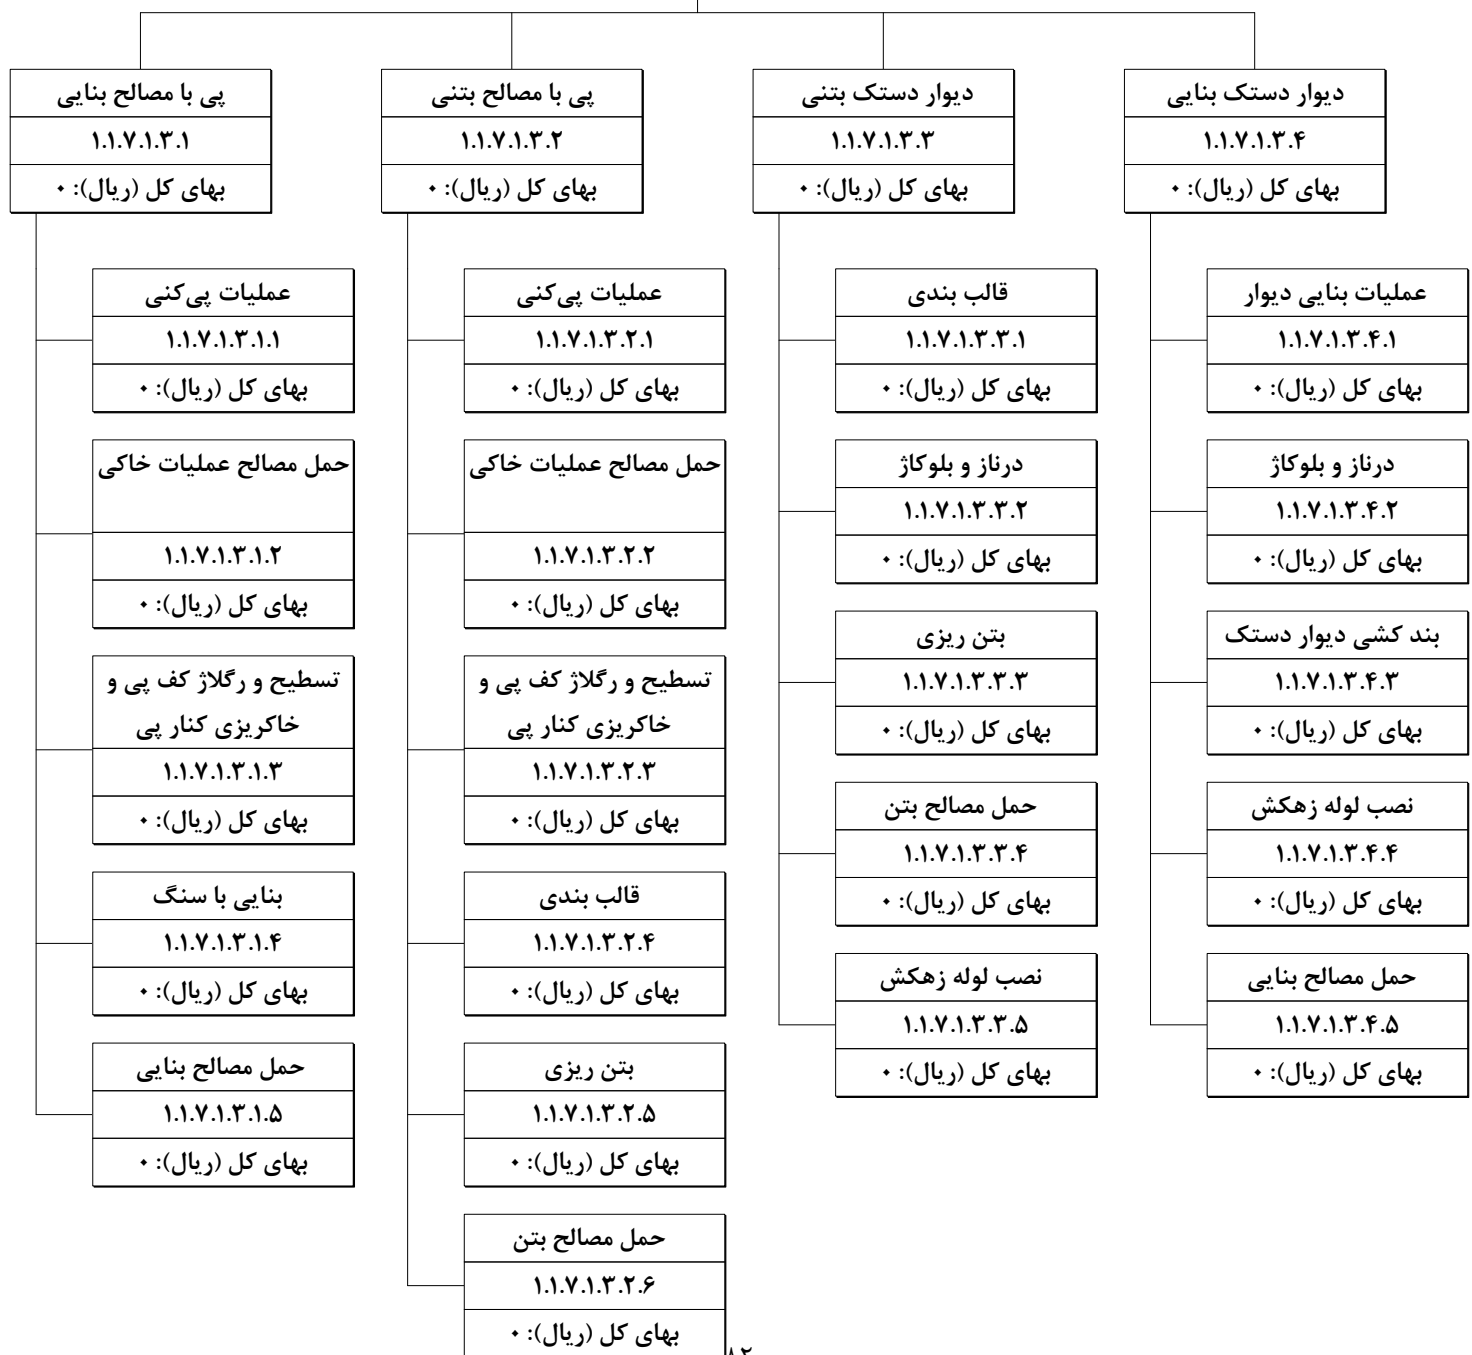 پی با مصالح بنایی
۱.۱.۷.۱.۳.۱
بهای کل (ریال): ۰
عملیات پی‌کنی
۱.۱.۷.۱.۳.۱.۱
بهای کل (ریال): ۰
حمل مصالح عملیات خاکی
۱.۱.۷.۱.۳.۱.۲
بهای کل (ریال): ۰
تسطیح و رگلاژ کف پی و
خاکریزی کنار پی
۱.۱.۷.۱.۳.۱.۳
بهای کل (ریال): ۰
بنایی با سنگ
۱.۱.۷.۱.۳.۱.۴
بهای کل (ریال): ۰
حمل مصالح بنایی
۱.۱.۷.۱.۳.۱.۵
بهای کل (ریال): ۰
پی با مصالح بتنی
۱.۱.۷.۱.۳.۲
بهای کل (ریال): ۰
عملیات پی‌کنی
۱.۱.۷.۱.۳.۲.۱
بهای کل (ریال): ۰
حمل مصالح عملیات خاکی
۱.۱.۷.۱.۳.۲.۲
بهای کل (ریال): ۰
تسطیح و رگلاژ کف پی و
خاکریزی کنار پی
۱.۱.۷.۱.۳.۲.۳
بهای کل (ریال): ۰
قالب بندی
۱.۱.۷.۱.۳.۲.۴
بهای کل (ریال): ۰
بتن ریزی
۱.۱.۷.۱.۳.۲.۵
بهای کل (ریال): ۰
حمل مصالح بتن
۱.۱.۷.۱.۳.۲.۶
بهای کل (ریال): ۰
دیوار دستک بتنی
۱.۱.۷.۱.۳.۳
بهای کل (ریال): ۰
قالب بندی
۱.۱.۷.۱.۳.۳.۱
بهای کل (ریال): ۰
درناز و بلوکاژ
۱.۱.۷.۱.۳.۳.۲
بهای کل (ریال): ۰
بتن ریزی
۱.۱.۷.۱.۳.۳.۳
بهای کل (ریال): ۰
حمل مصالح بتن
۱.۱.۷.۱.۳.۳.۴
بهای کل (ریال): ۰
نصب لوله زهکش
۱.۱.۷.۱.۳.۳.۵
بهای کل (ریال): ۰
دیوار دستک بنایی
۱.۱.۷.۱.۳.۴
بهای کل (ریال): ۰
عملیات بنایی دیوار
۱.۱.۷.۱.۳.۴.۱
بهای کل (ریال): ۰
درناز و بلوکاژ
۱.۱.۷.۱.۳.۴.۲
بهای کل (ریال): ۰
بند کشی دیوار دستک
۱.۱.۷.۱.۳.۴.۳
بهای کل (ریال): ۰
نصب لوله زهکش
۱.۱.۷.۱.۳.۴.۴
بهای کل (ریال): ۰
حمل مصالح بنایی
۱.۱.۷.۱.۳.۴.۵
بهای کل (ریال): ۰